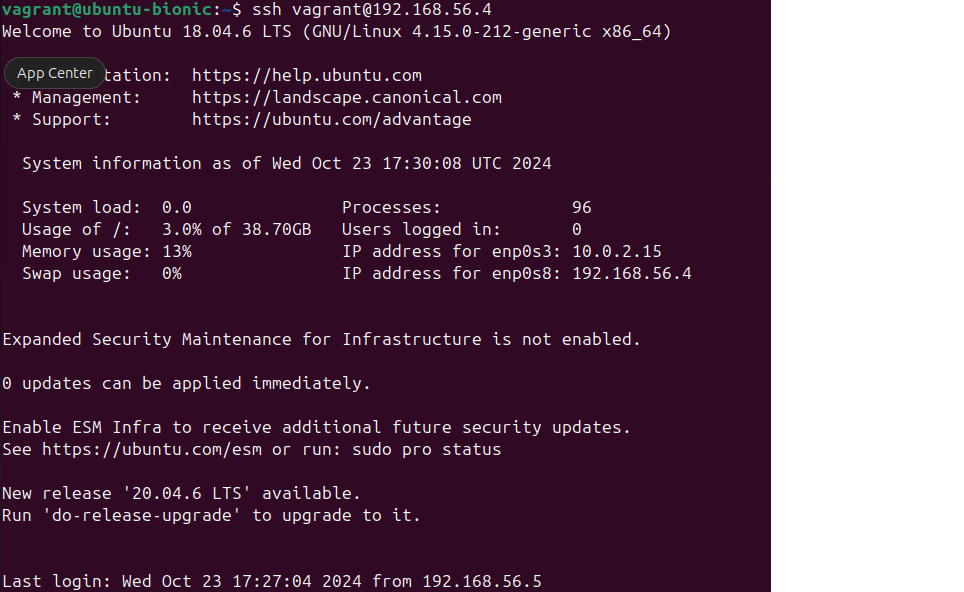 vagrant@ubuntu-bionic:~$ ssh vagrant@192.168.56.4
Welcome to Ubuntu 18.04.6 LTS (GNU/Linux 4.15.0-212-generic x86_64)
App Center tation:  https://help.ubuntu.com
 * Management:     https://landscape.canonical.com
 * Support:        https://ubuntu.com/advantage
  System information as of Wed Oct 23 17:30:08 UTC 2024
  System load:  0.0               Processes:             96
  Usage of /:   3.0% of 38.70GB   Users logged in:       0
  Memory usage: 13%               IP address for enp0s3: 10.0.2.15
  Swap usage:   0%                IP address for enp0s8: 192.168.56.4
Expanded Security Maintenance for Infrastructure is not enabled.
0 updates can be applied immediately.
Enable ESM Infra to receive additional future security updates.
See https://ubuntu.com/esm or run: sudo pro status
New release '20.04.6 LTS' available.
Run 'do-release-upgrade' to upgrade to it.
Last login: Wed Oct 23 17:27:04 2024 from 192.168.56.5